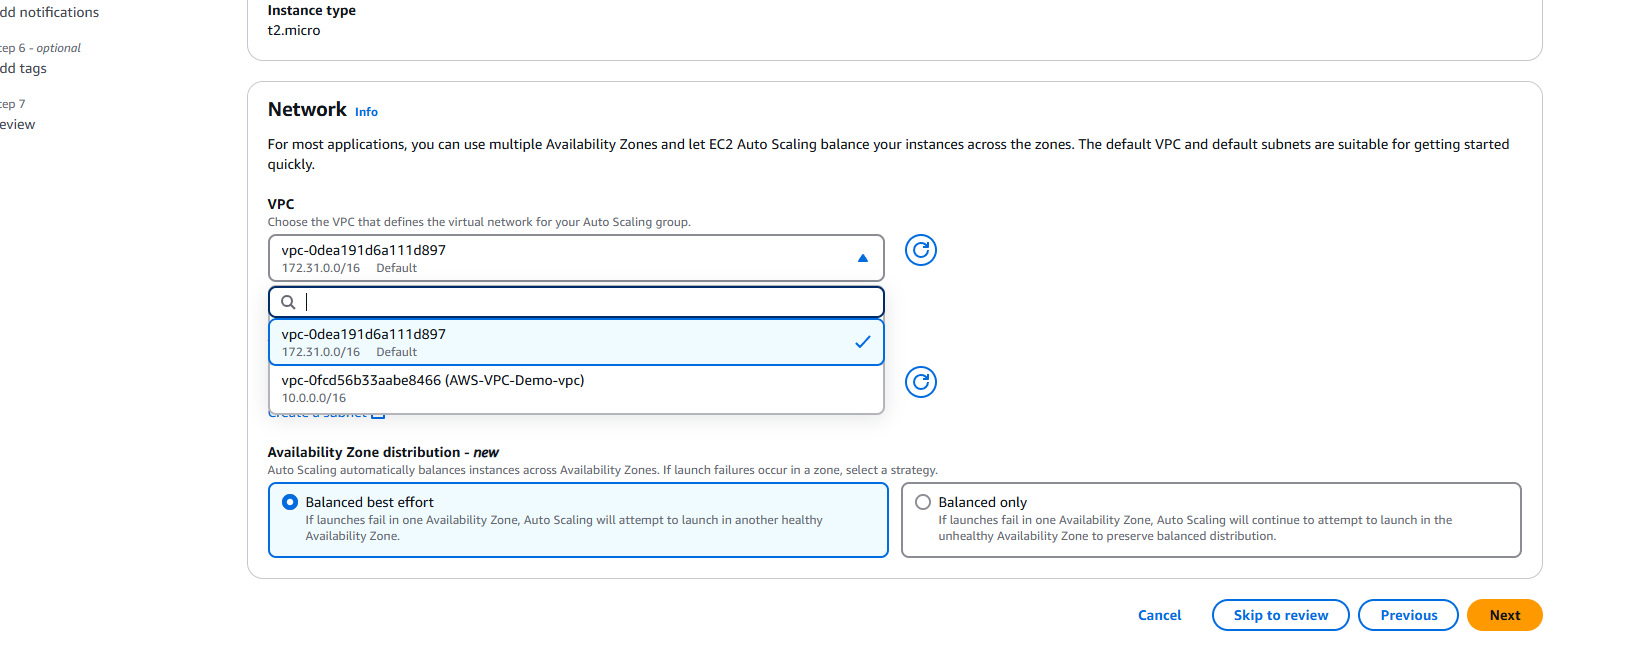 dd notifications
tep 6 - optional
dd tags
tep 7
eview
Instance type
t2.micro
Network Info
For most applications, you can use multiple Availability Zones and let EC2 Auto Scaling balance your instances across the zones. The default VPC and default subnets are suitable for getting started
quickly.
VPC
Choose the VPC that defines the virtual network for your Auto Scaling group.
vpc-0dea191d6a111d897
172.31.0.0/16 Default
vpc-0dea191d6a111d897
172.31.0.0/16 Default
vpc-0fcd56b33aabe8466 (AWS-VPC-Demo-vpc)
10.0.0.0/16
Create a subnet
Availability Zone distribution - new
Auto Scaling automatically balances instances across Availability Zones. If launch failures occur in a zone, select a strategy.
Balanced best effort
If launches fail in one Availability Zone, Auto Scaling will attempt to launch in another healthy
Availability Zone.
Balanced only
If launches fail in one Availability Zone, Auto Scaling will continue to attempt to launch in the
unhealthy Availability Zone to preserve balanced distribution.
Cancel
Skip to review
Previous
Next